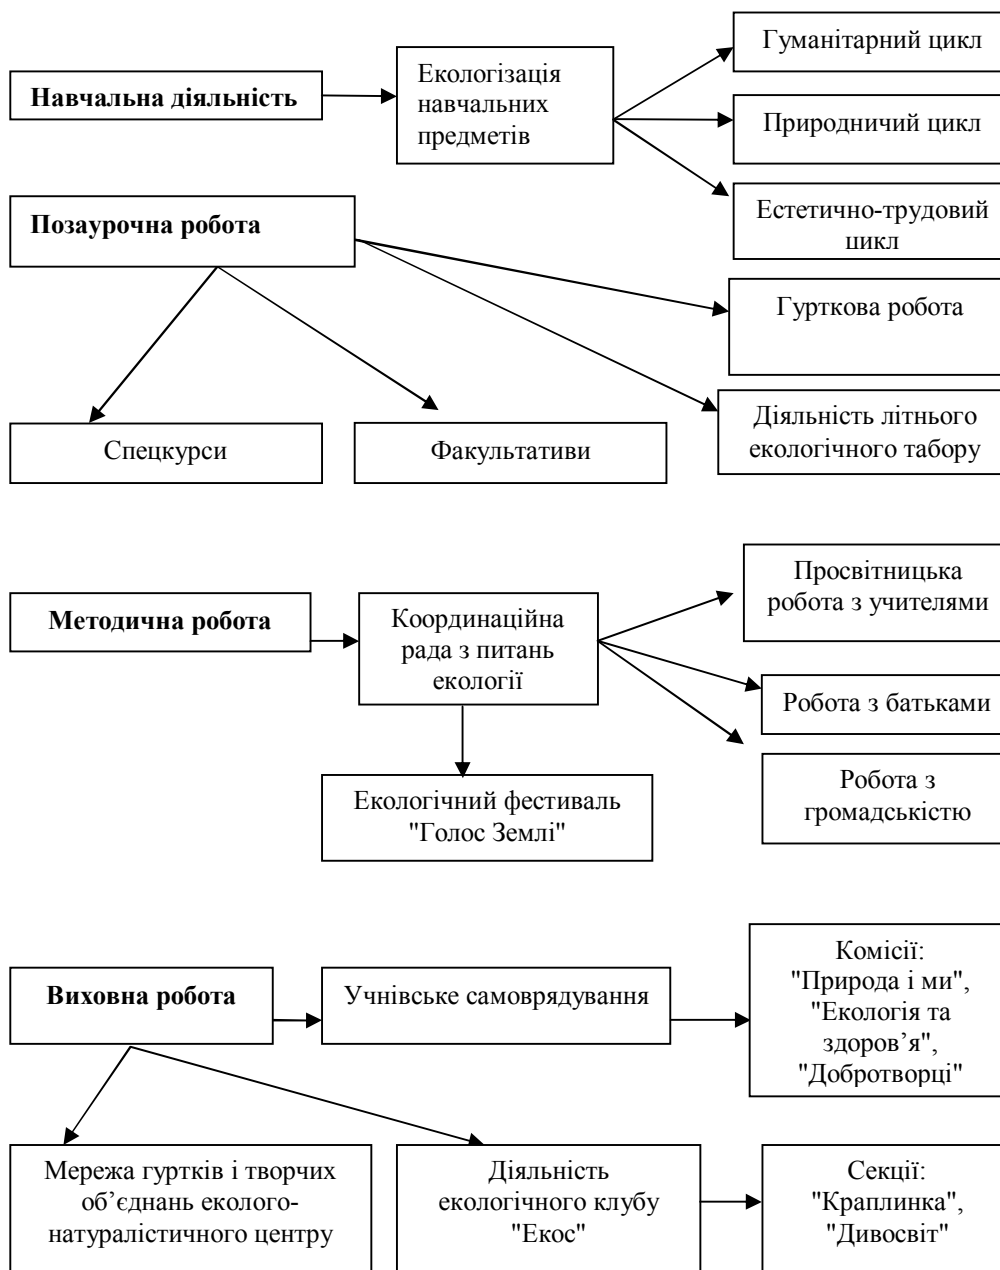 Гуманітарний цикл
Навчальна діяльність
Екологізація
навчальних
предметів
Природничий цикл
Естетично-трудовий
цикл
Позаурочна робота
Гурткова робота
Діяльність літнього
екологічного табору
Спецкурси
Факультативи
Методична робота
Координаційна
рада з питань
екології
Просвітницька
робота з учителями
Робота з батьками
Робота з
громадськістю
Екологічний фестиваль
"Голос Землі"
Виховна робота
Учнівське самоврядування
Комісії:
"Природа і ми",
"Екологія та
здоров’я",
"Добротворці"
Мережа гуртків і творчих
об’єднань еколого-
натуралістичного центру
Діяльність
екологічного клубу
"Екос"
Секції:
"Краплинка",
"Дивосвіт"